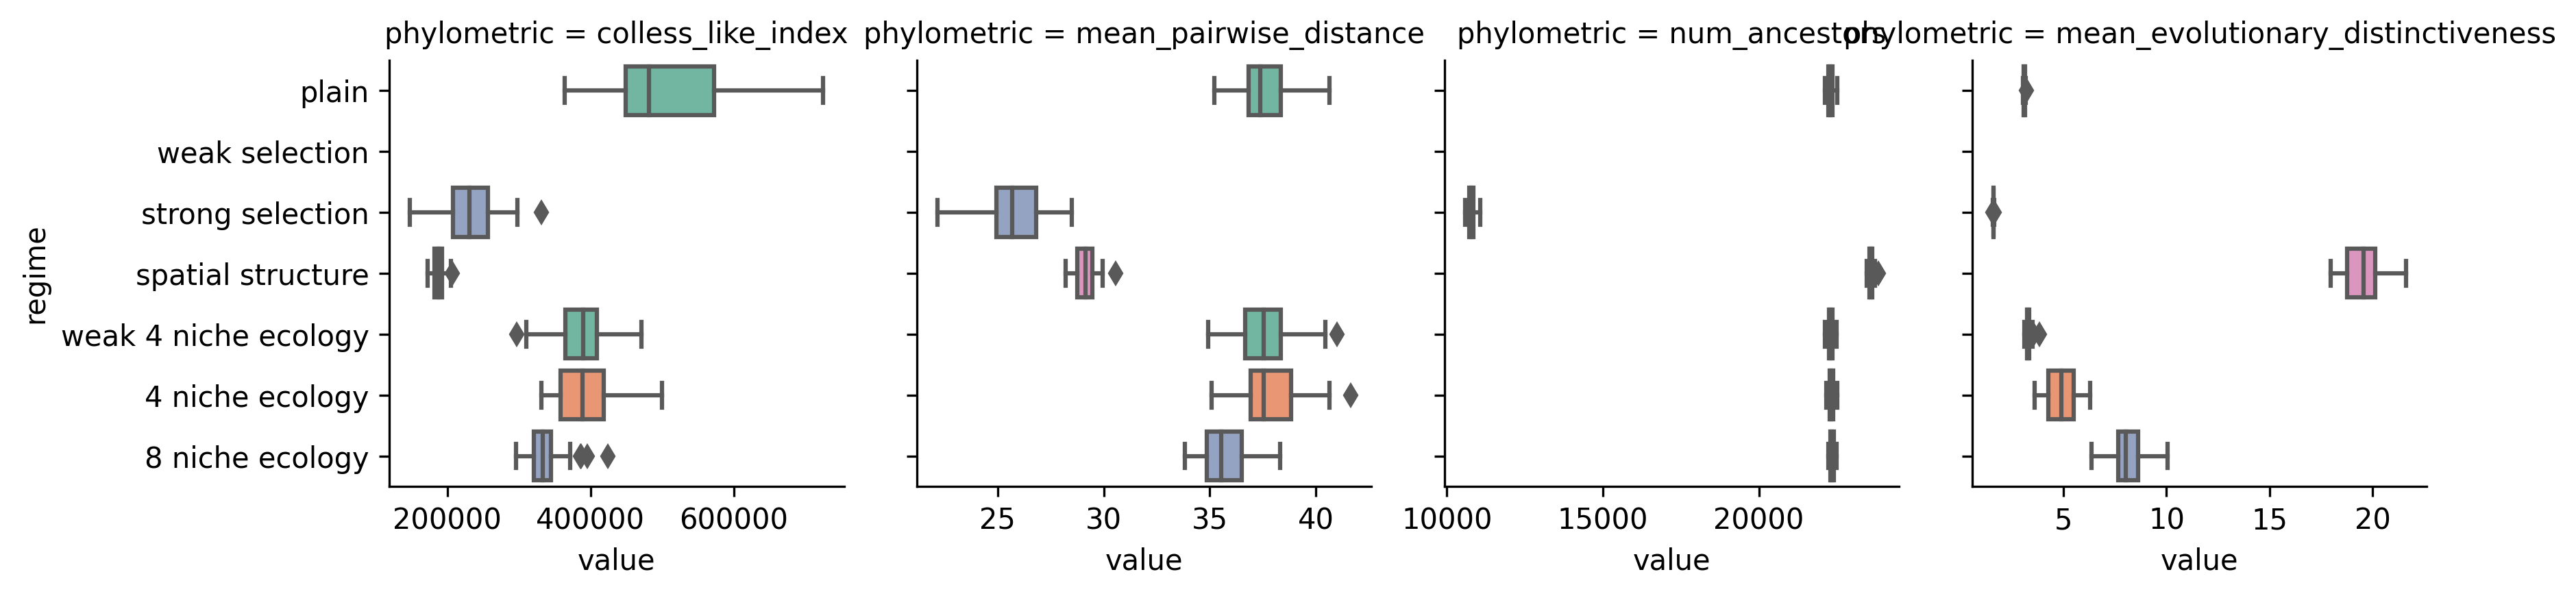 phylometric = colless_like_index
phylometric = mean_pairwise_distance
phylometric = num_ancestors
phylometric = mean_evolutionary_distinctiveness
regime
plain
weak selection
strong selection
spatial structure
weak 4 niche ecology
4 niche ecology
8 niche ecology
200000 400000 600000
25 30 35 40
10000 15000 20000
5 10 15 20
value
value
value
value